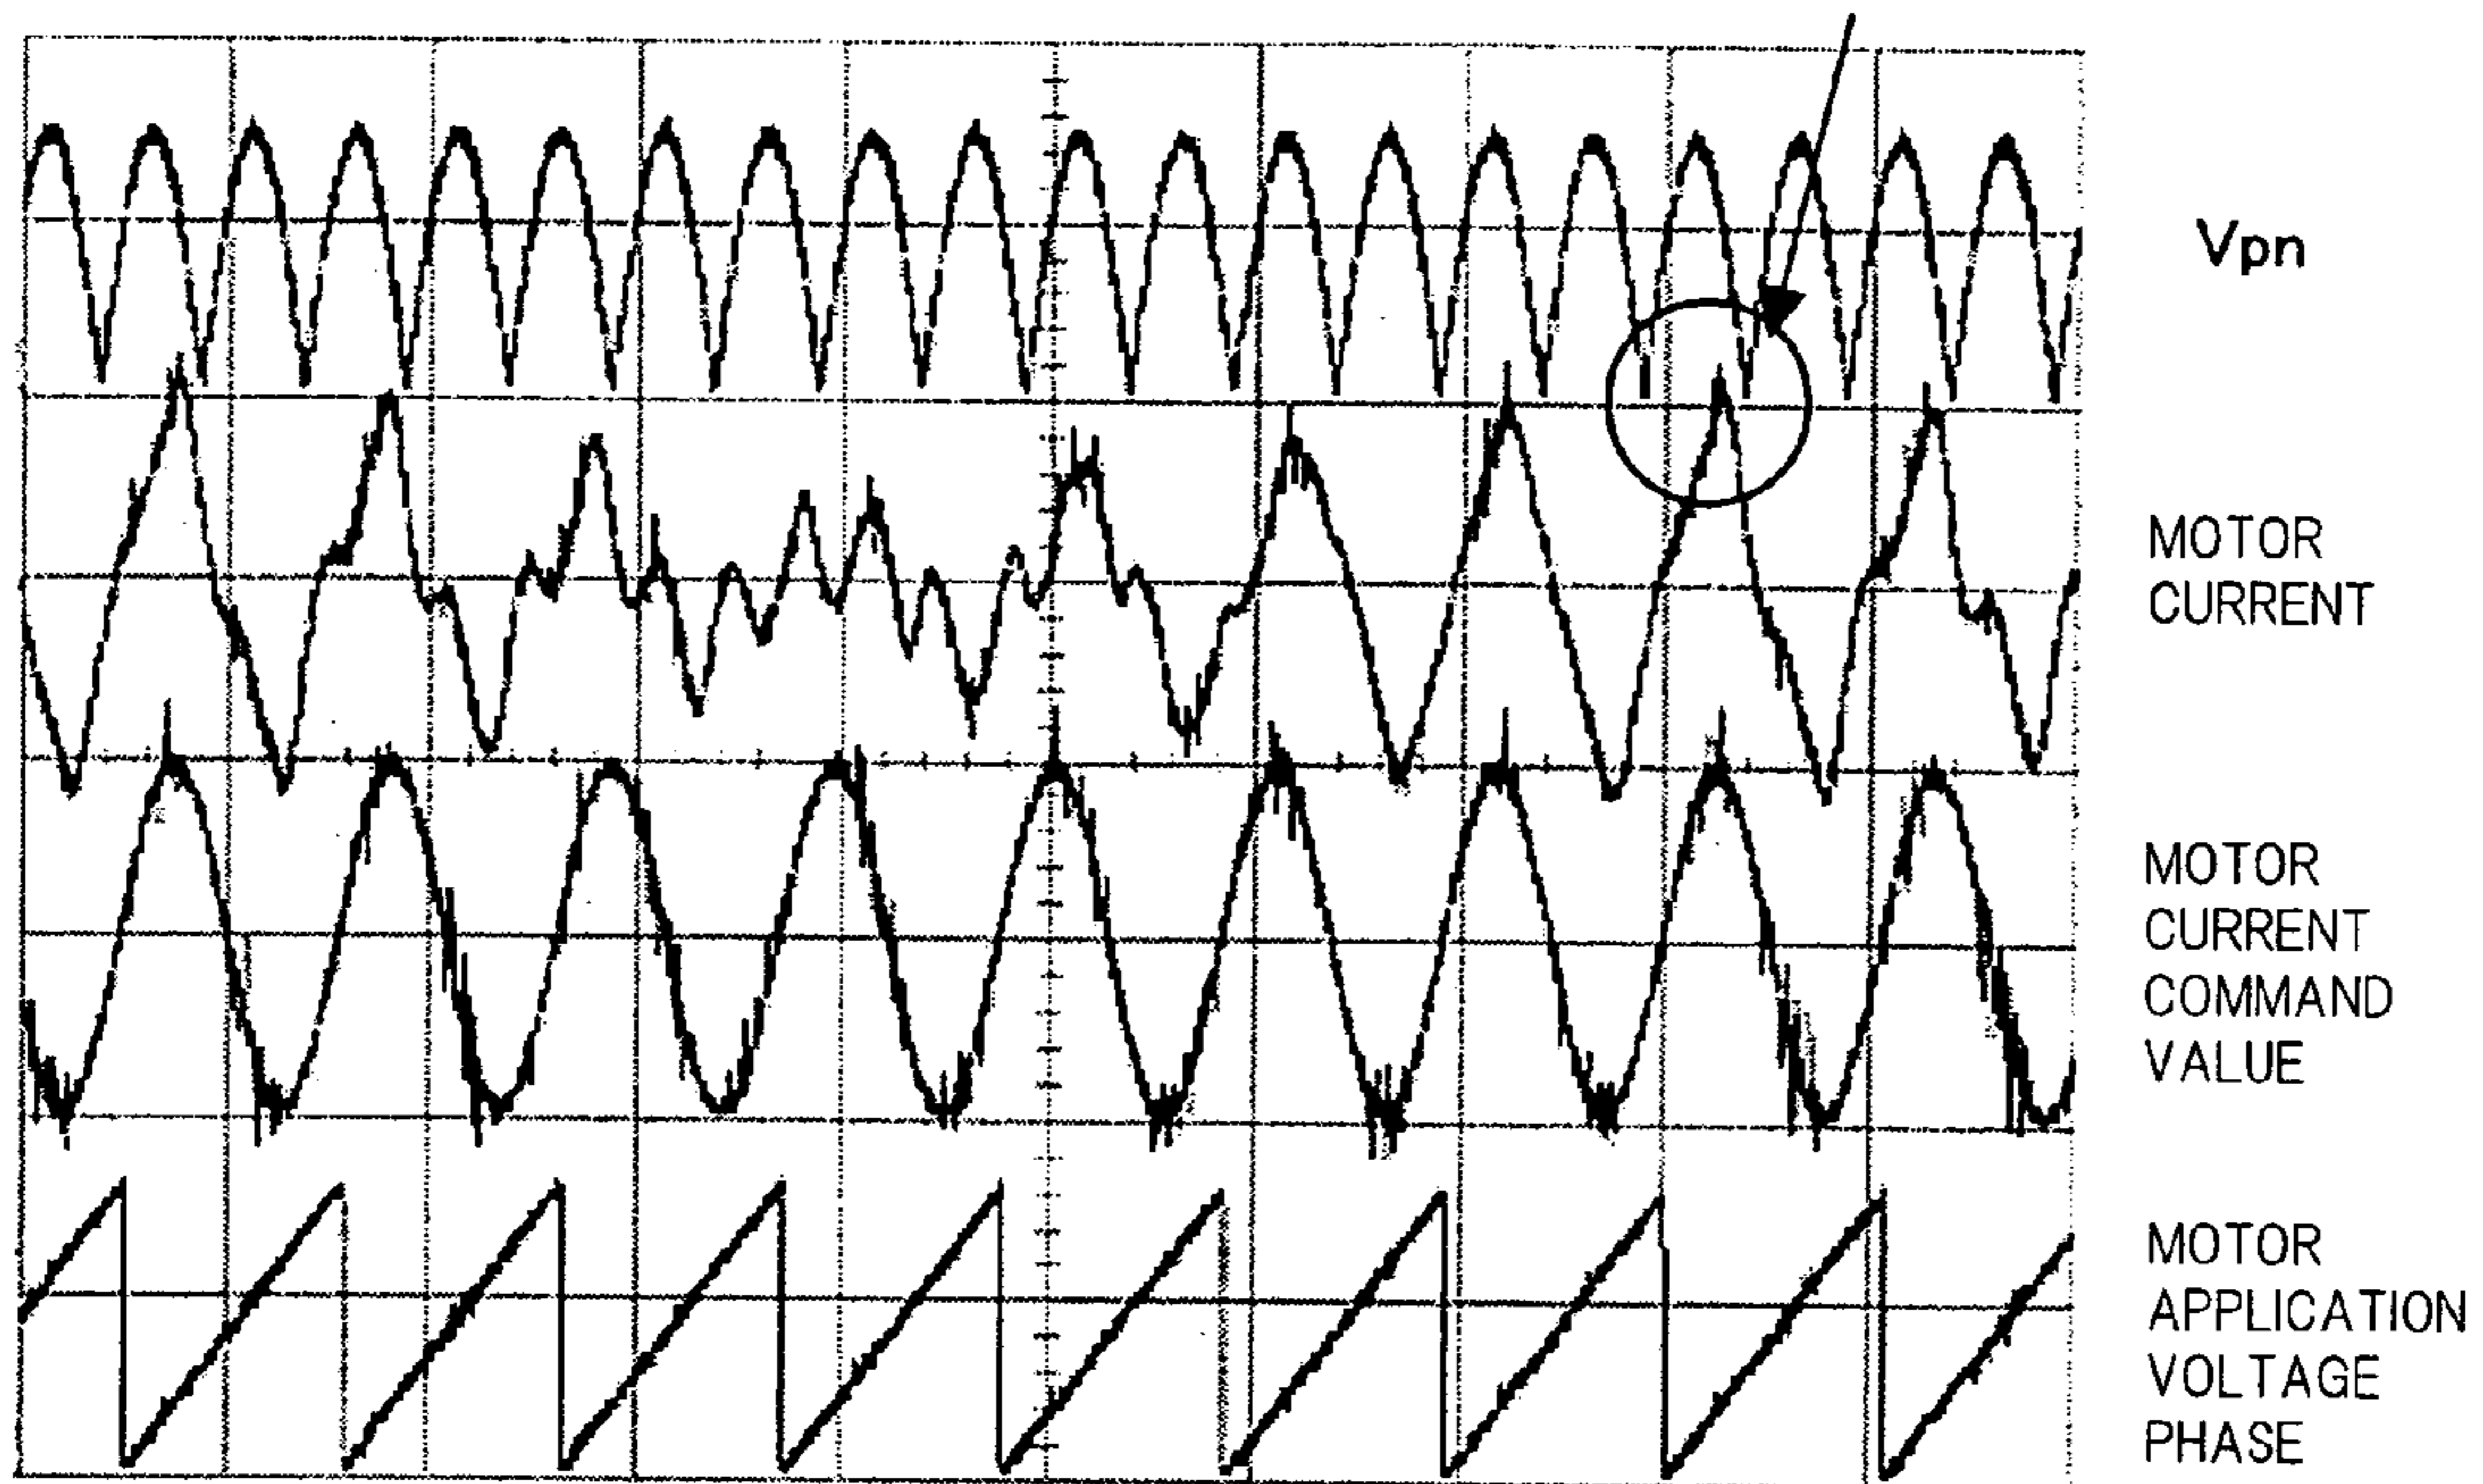 Vpn
MOTOR
CURRENT
MOTOR
CURRENT
COMMAND
VALUE
MOTOR
APPLICATION
VOLTAGE
PHASE